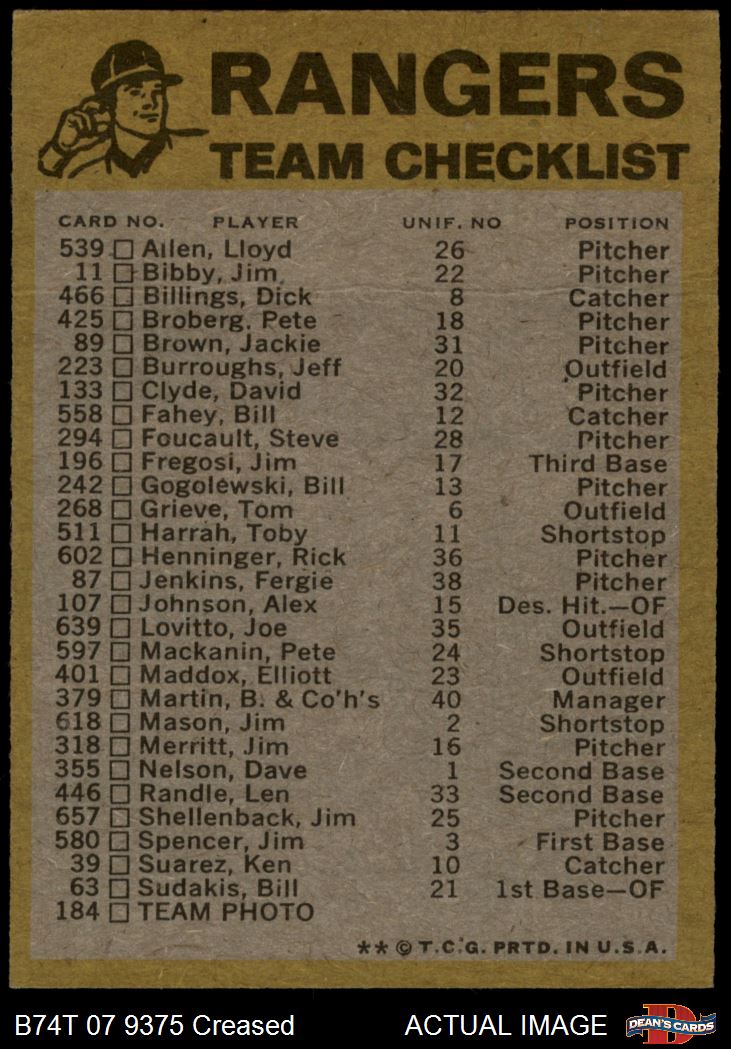 RANGERS
TEAM CHECKLIST
CARD NO. PLAYER UNIF. NO POSITION
539 Allen, Lloyd 26 Pitcher
11 Bibby, Jim 22 Pitcher
466 Billings, Dick 8 Catcher
425 Broberg, Pete 18 Pitcher
89 Brown, Jackie 31 Pitcher
223 Burroughs, Jeff 20 Outfield
133 Clyde, David 32 Pitcher
558 Fahey, Bill 12 Catcher
294 Foucault, Steve 28 Pitcher
196 Fregosi, Jim 17 Third Base
242 Gogolewski, Bill 13 Pitcher
268 Grieve, Tom 6 Outfield
511 Harrah, Toby 11 Shortstop
602 Henninger, Rick 36 Pitcher
87 Jenkins, Fergie 38 Pitcher
107 Johnson, Alex 15 Des. Hit.—OF
639 Lovitto, Joe 35 Outfield
597 Mackanin, Pete 24 Shortstop
401 Maddox, Elliott 23 Outfield
379 Martin, B. & Co'h's 40 Manager
618 Mason, Jim 2 Shortstop
318 Merritt, Jim 16 Pitcher
355 Nelson, Dave 1 Second Base
446 Randle, Len 33 Second Base
657 Shellenback, Jim 25 Pitcher
580 Spencer, Jim 3 First Base
39 Suarez, Ken 10 Catcher
63 Sudakis, Bill 21 1st Base—OF
184 TEAM PHOTO
** © T.C.G. PRTD. IN U.S.A.
B74T 07 9375 Creased ACTUAL IMAGE DEAN'S CARDS